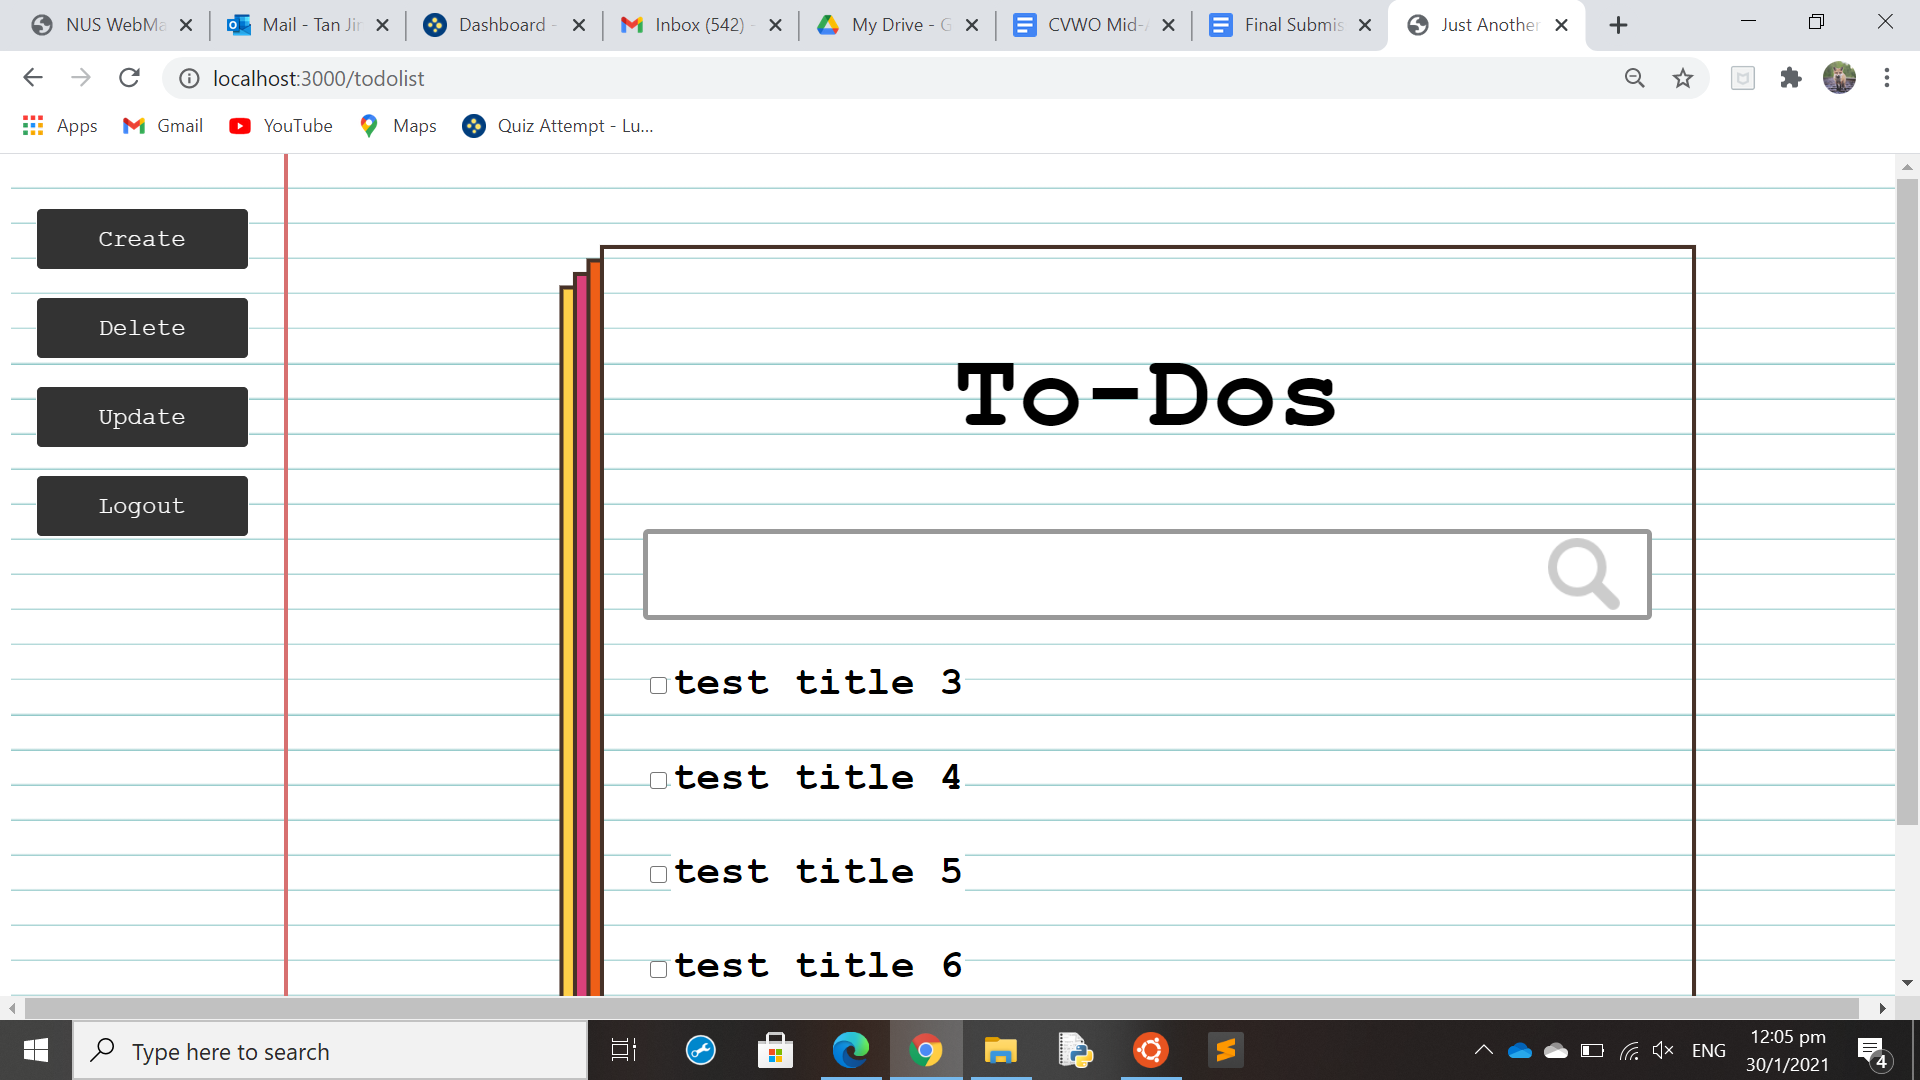 NUS WebMa
Mail - Tan Jir
Dashboard -
Inbox (542) -
My Drive - G
CVWO Mid-
Final Submis
Just Another
localhost:3000/todolist
Apps
Gmail
YouTube
Maps
Quiz Attempt - Lu...
Create
Delete
Update
Logout
To-Dos
test title 3
test title 4
test title 5
test title 6
Type here to search
ENG
12:05 pm
30/1/2021
4